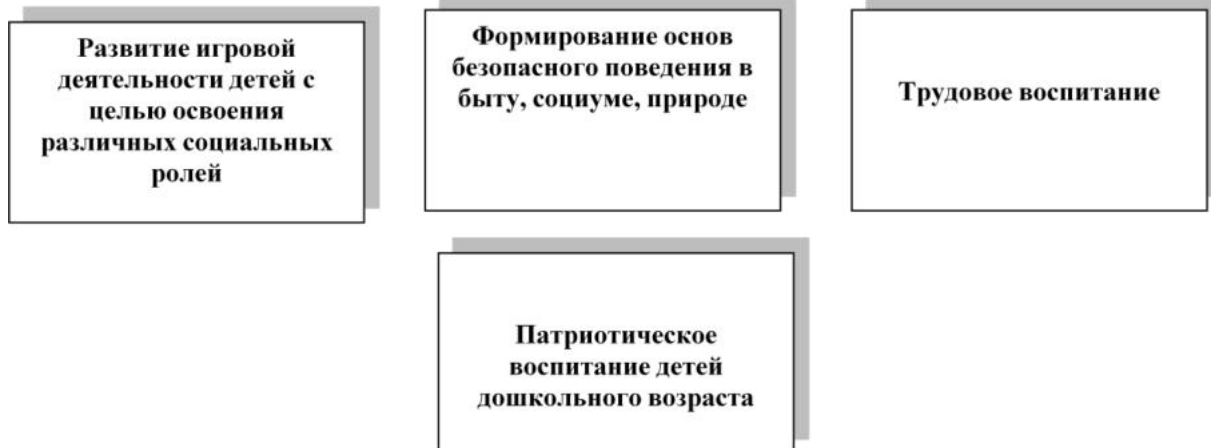 Развитие игровой
деятельности детей с
целью освоения
различных социальных
ролей
Формирование основ
безопасного поведения в
быту, социуме, природе
Трудовое воспитание
Патриотическое
воспитание детей
дошкольного возраста